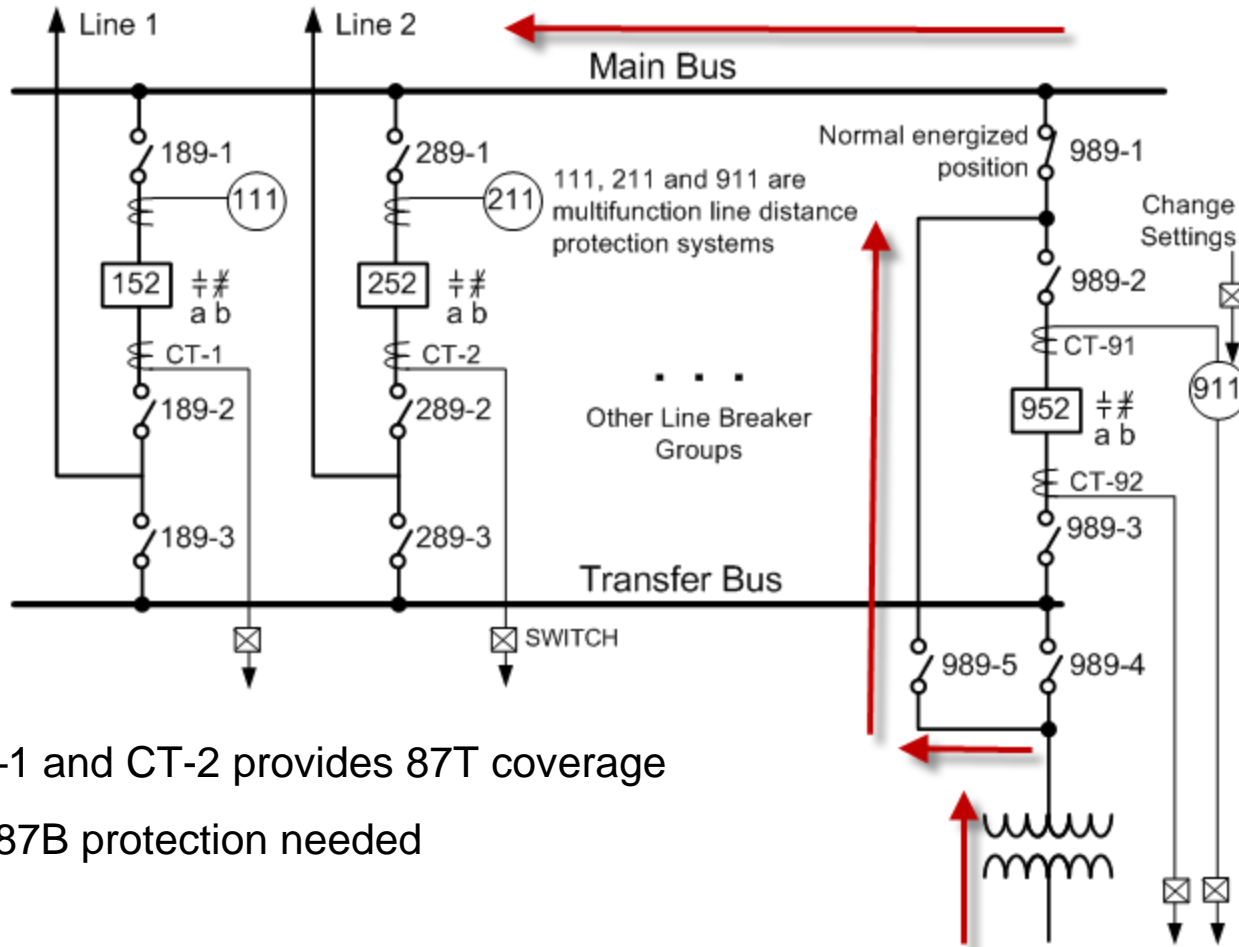 Line 1
Line 2
Main Bus
189-1
289-1
Normal energized
position
989-1
111
211
111, 211 and 911 are
multifunction line distance
protection systems
Change
Settings
152
a b
252
a b
989-2
CT-1
CT-2
CT-91
911
. . .
Other Line Breaker
Groups
952
a b
189-2
289-2
CT-92
189-3
289-3
989-3
Transfer Bus
SWITCH
989-5
989-4
-1 and CT-2 provides 87T coverage
87B protection needed